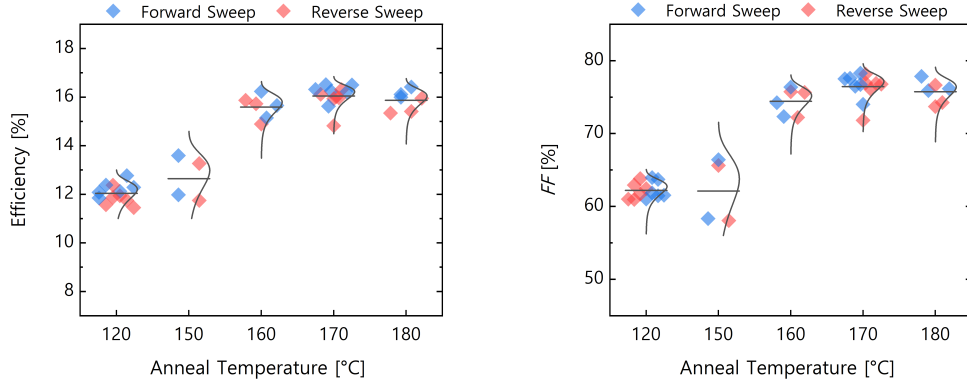 Forward Sweep Reverse Sweep
Efficiency [%]
18
16
14
12
10
8
120 150 160 170 180
Anneal Temperature [°C]
Forward Sweep Reverse Sweep
FF [%]
80
70
60
50
120 150 160 170 180
Anneal Temperature [°C]